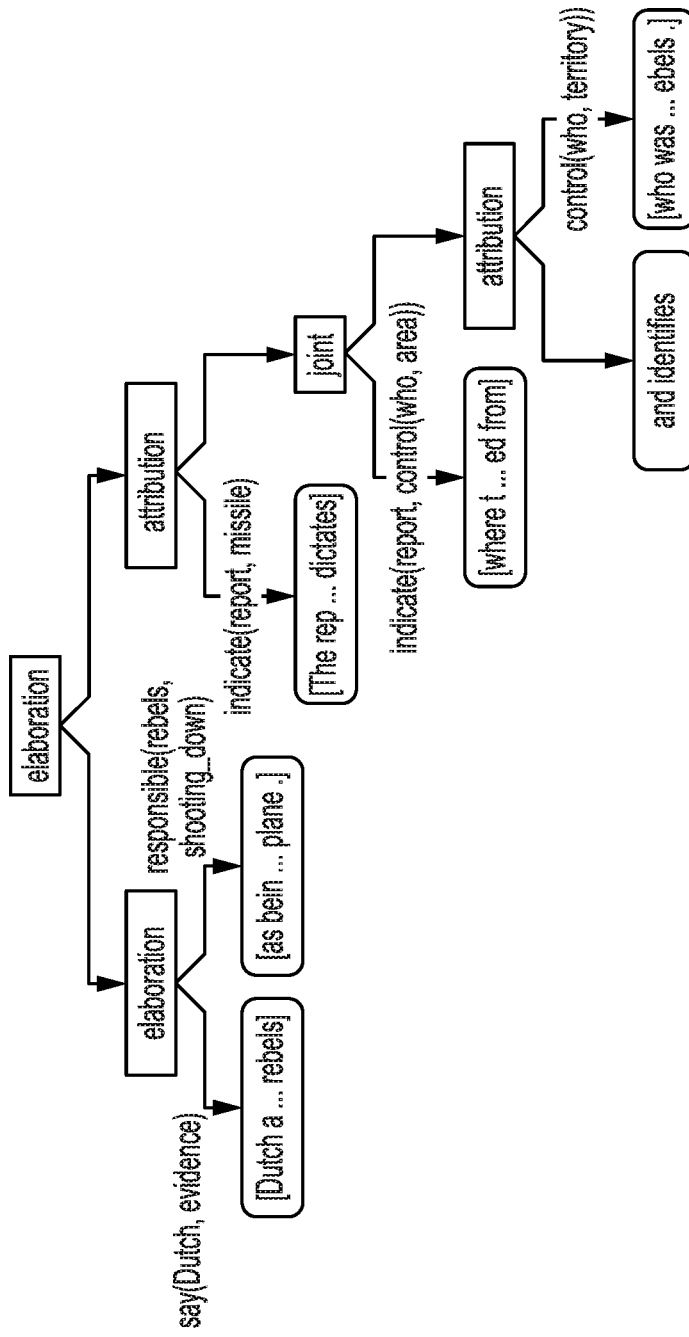 elaboration
elaboration
attribution
say(Dutch, evidence)
responsible(rebels,
shooting_down)
indicate(report, missile)
[Dutch a ... rebels]
[as bein ... plane .]
[The rep ... dictates]
joint
indicate(report, control(who, area))
[where t ... ed from]
attribution
control(who, territory))
and identifies
[who was ... ebels .]